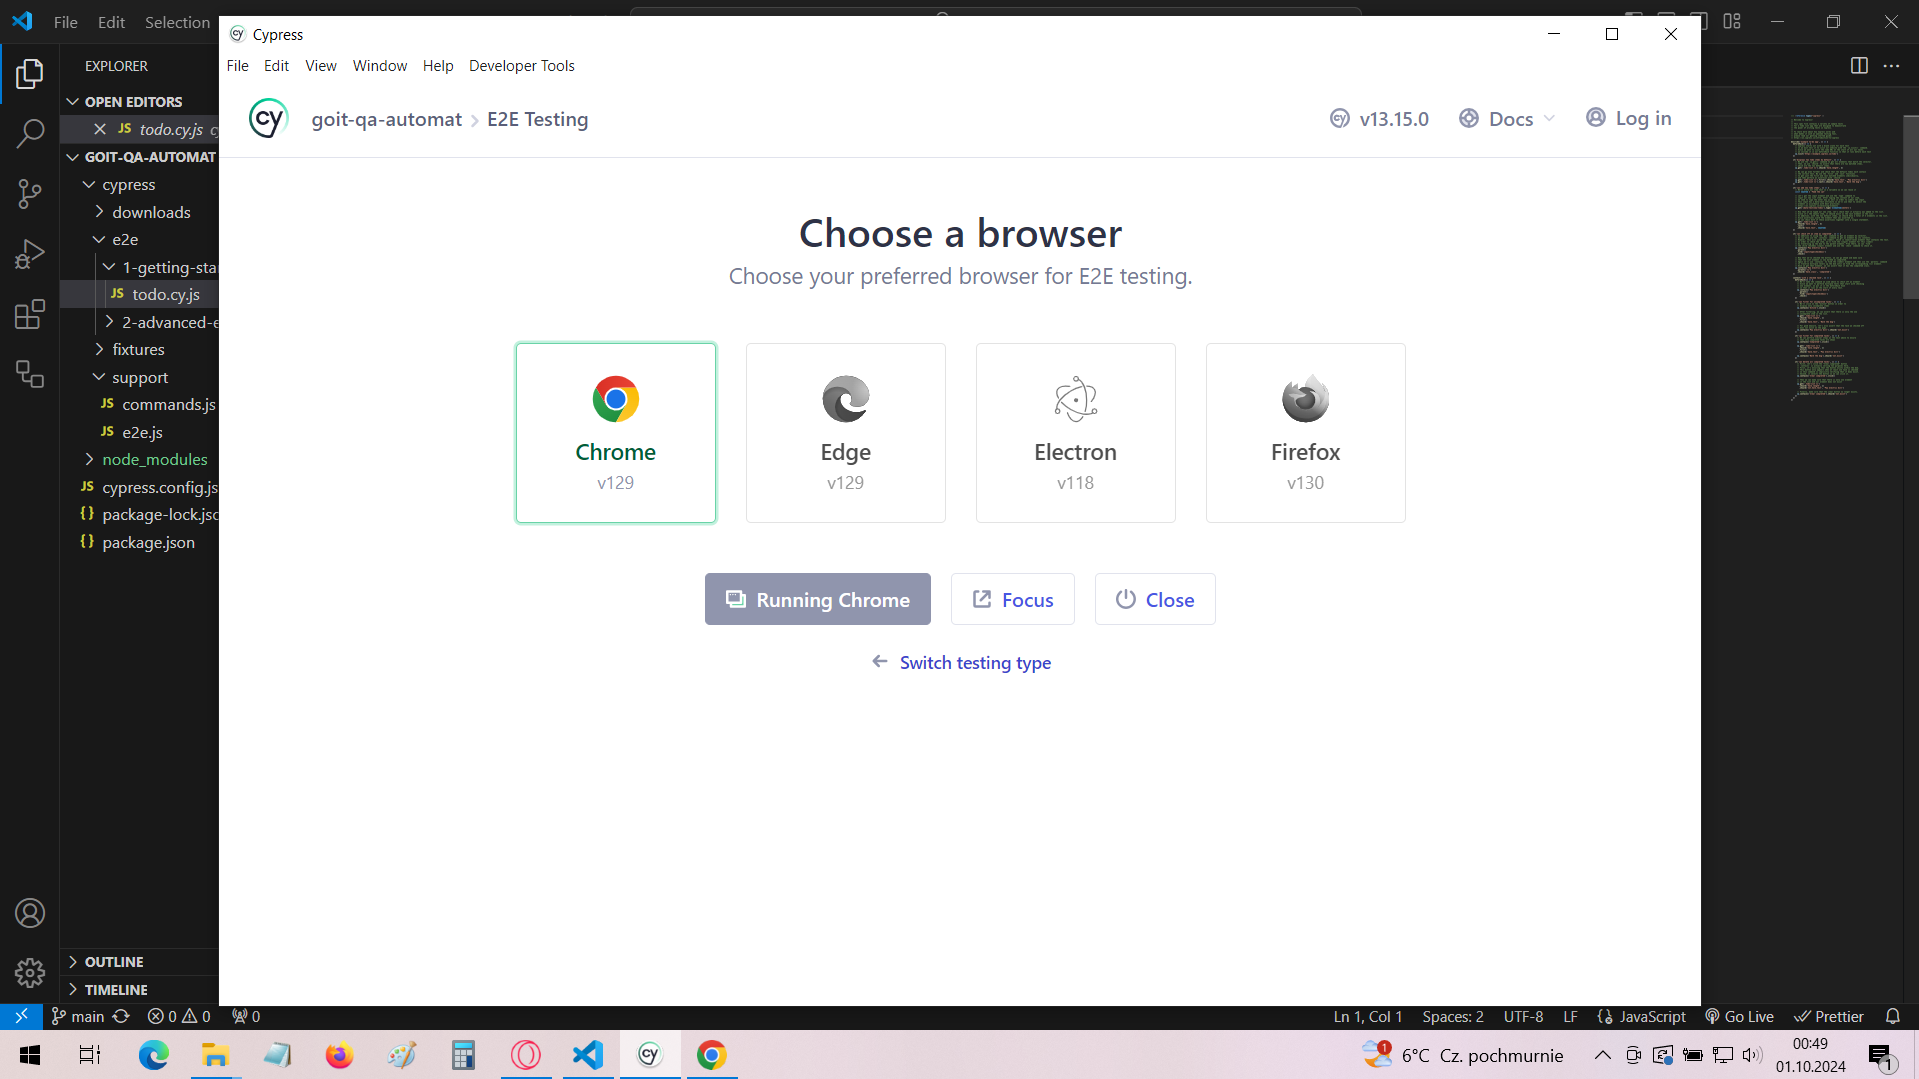 File Edit Selection
Cypress
File Edit View Window Help Developer Tools
EXPLORER
OPEN EDITORS
JS todo.cy.js cy
GOIT-QA-AUTOMAT
cypress
downloads
e2e
1-getting-sta
JS todo.cy.js
2-advanced-e
fixtures
support
JS commands.js
JS e2e.js
node_modules
JS cypress.config.js
{} package-lock.jsc
{} package.json
OUTLINE
TIMELINE
cy goit-qa-automat > E2E Testing
v13.15.0 Docs Log in
Choose a browser
Choose your preferred browser for E2E testing.
Chrome
v129
Edge
v129
Electron
v118
Firefox
v130
Running Chrome
Focus
Close
Switch testing type
main 0 0 0
Ln 1, Col 1 Spaces: 2 UTF-8 LF {} JavaScript Go Live Prettier
1 6°C Cz. pochmurnie
00:49
01.10.2024
1